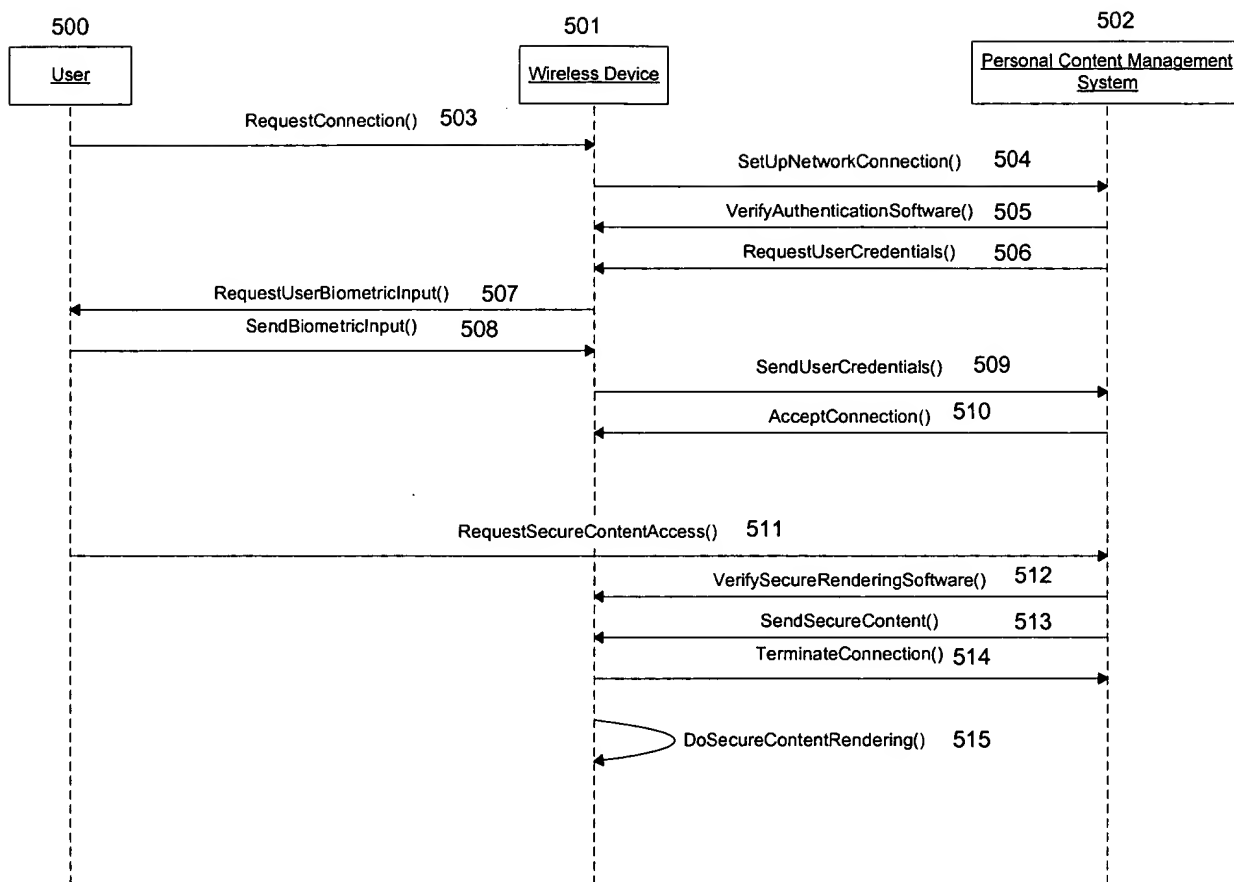 500
501
502
User
Wireless Device
Personal Content Management
System
RequestConnection() 503
SetUpNetworkConnection() 504
VerifyAuthenticationSoftware() 505
RequestUserCredentials() 506
RequestUserBiometricInput() 507
SendBiometricInput() 508
SendUserCredentials() 509
AcceptConnection() 510
RequestSecureContentAccess() 511
VerifySecureRenderingSoftware() 512
SendSecureContent() 513
TerminateConnection() 514
DoSecureContentRendering() 515